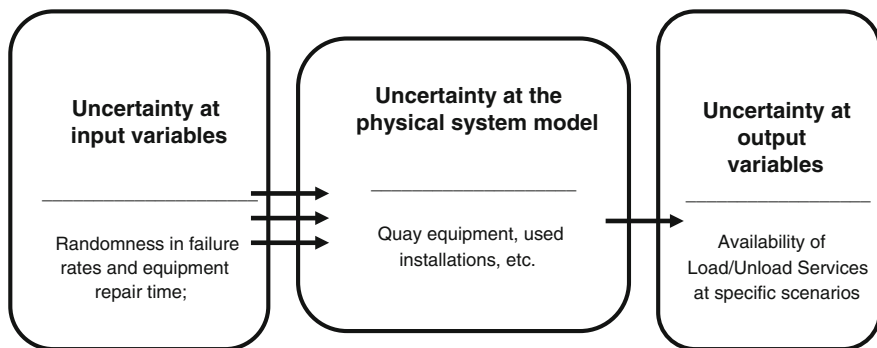 Uncertainty at
input variables
Randomness in failure
rates and equipment
repair time;
Uncertainty at the
physical system model
Quay equipment, used
installations, etc.
Uncertainty at
output
variables
Availability of
Load/Unload Services
at specific scenarios